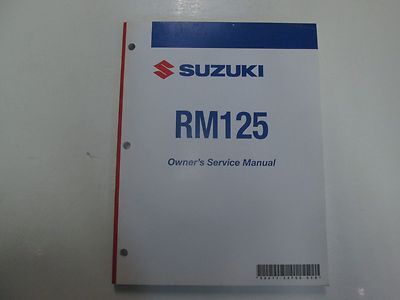 SUZUKI
RM125
Owner's Service Manual